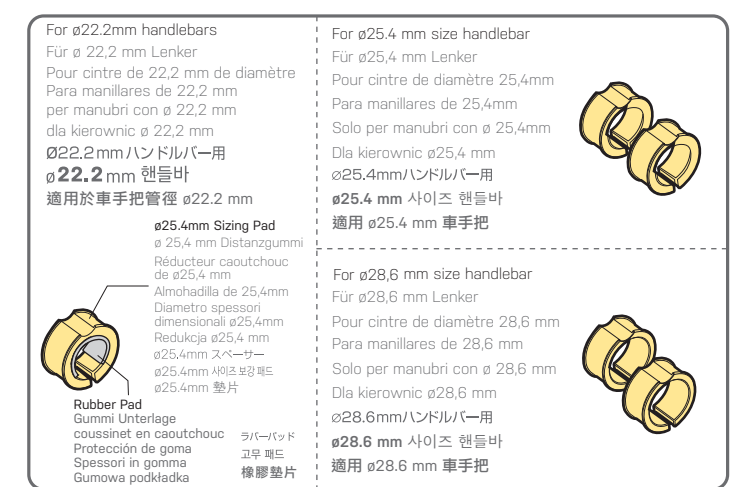 For ø22.2mm handlebars
Für ø 22,2 mm Lenker
Pour cintre de 22,2 mm de diamètre
Para manillares de 22,2 mm
per manubri con ø 22,2 mm
dla kierownic ø 22,2 mm
Ø22.2mmハンドルバー用
ø22.2mm 핸들바
適用於車手把管徑 ø22.2 mm
ø25.4mm Sizing Pad
ø 25,4 mm Distanzgummi
Réducteur caoutchouc
de ø25,4 mm
Almohadilla de 25,4mm
Diametro spessori
dimensionali ø25,4mm
Redukcja ø25,4 mm
ø25.4mm スペーサー
ø25.4mm 사이즈 보강 패드
ø25.4mm 墊片
Rubber Pad
Gummi Unterlage
coussinet en caoutchouc
Protección de goma
Spessori in gomma
Gumowa podkładka
ラバーパッド
고무 패드
橡膠墊片
For ø25.4 mm size handlebar
Für ø25,4 mm Lenker
Pour cintre de diamètre 25,4mm
Para manillares de 25,4mm
Solo per manubri con ø 25,4mm
Dla kierownic ø25,4 mm
∅25.4mmハンドルバー用
ø25.4 mm 사이즈 핸들바
適用 ø25.4 mm 車手把
For ø28,6 mm size handlebar
Für ø28,6 mm Lenker
Pour cintre de diamètre 28,6 mm
Para manillares de 28,6 mm
Solo per manubri con ø 28,6 mm
Dla kierownic ø28,6 mm
∅28.6mmハンドルバー用
ø28.6 mm 사이즈 핸들바
適用 ø28.6 mm 車手把